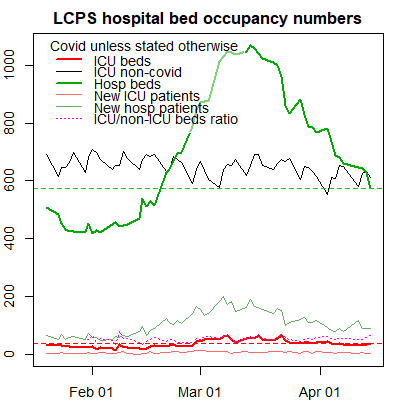 LCPS hospital bed occupancy numbers
Covid unless stated otherwise
ICU beds
ICU non-covid
Hosp beds
New ICU patients
New hosp patients
ICU/non-ICU beds ratio
1000
800
600
400
200
0
Feb 01 Mar 01 Apr 01